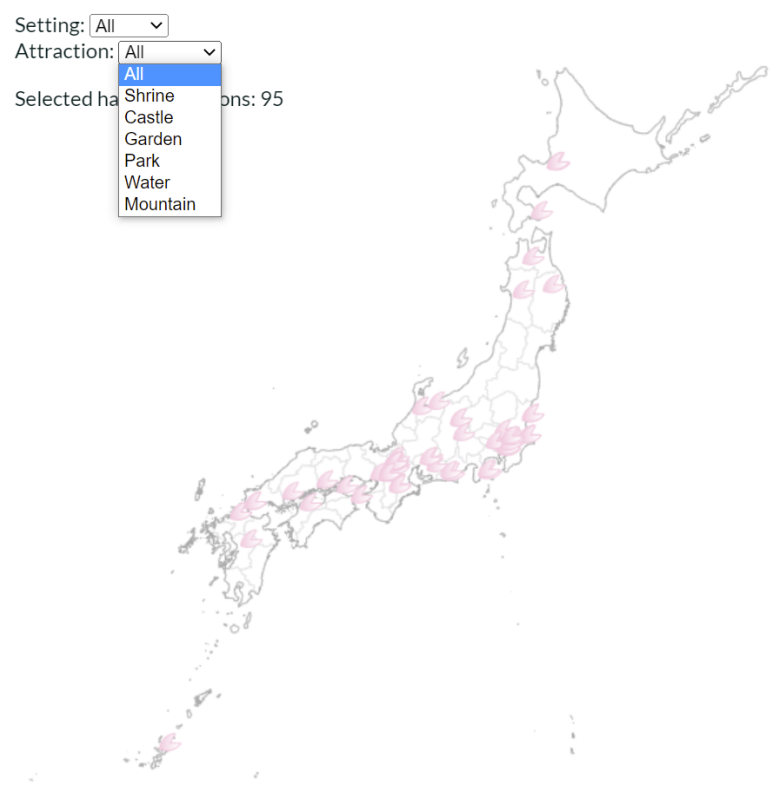 Setting: All
Attraction: All
All
Selected ha ons: 95
Shrine
Castle
Garden
Park
Water
Mountain